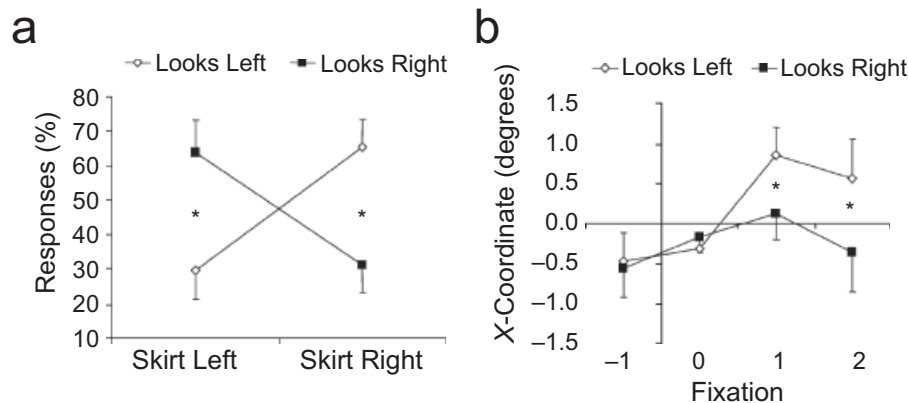 a
Looks Left Looks Right
Responses (%)
80
70
60
50
40
30
20
10
* *
Skirt Left Skirt Right
b
Looks Left Looks Right
X-Coordinate (degrees)
1.5
1.0
0.5
0.0
–0.5
–1.0
–1.5
* *
–1 0 1 2
Fixation